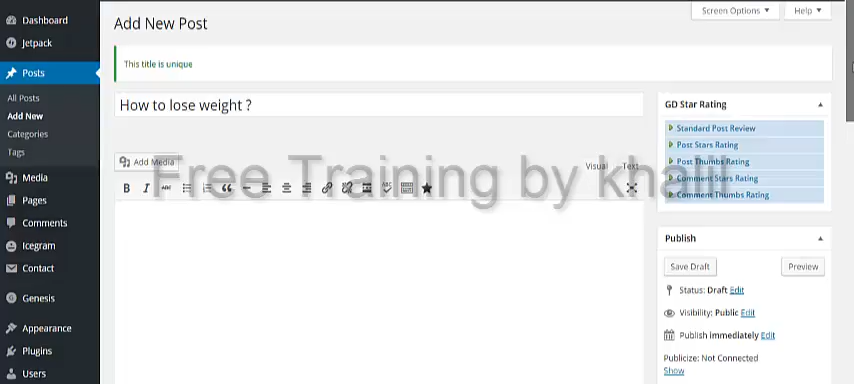 Dashboard
Jetpack
Posts
All Posts
Add New
Categories
Tags
Media
Pages
Comments
Icegram
Contact
Genesis
Appearance
Plugins
Users
Screen Options ▼
Help ▼
Add New Post
This title is unique
How to lose weight ?
Add Media
Visual
Text
B I ABC
ABC
Free Training by khalil
GD Star Rating
Standard Post Review
Post Stars Rating
Post Thumbs Rating
Comment Stars Rating
Comment Thumbs Rating
Publish
Save Draft
Preview
Status: Draft Edit
Visibility: Public Edit
Publish immediately Edit
Publicize: Not Connected
Show